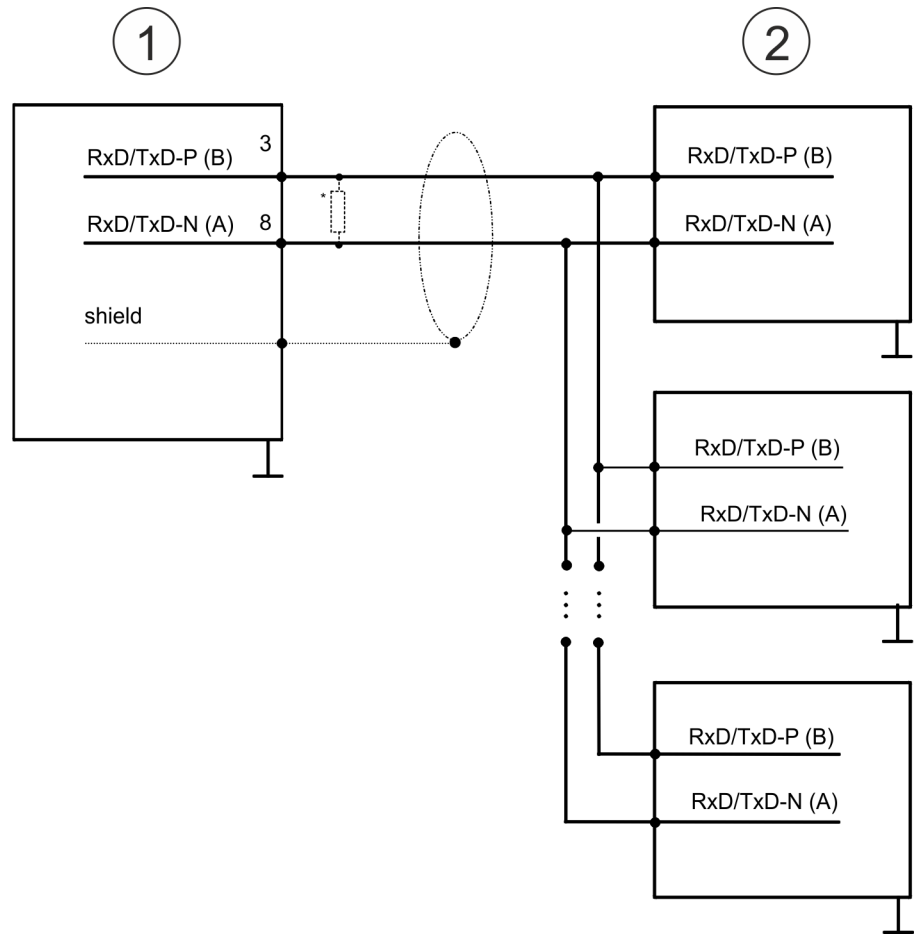 1
2
RxD/TxD-P (B)
3
RxD/TxD-N (A)
8
*
shield
RxD/TxD-P (B)
RxD/TxD-N (A)
RxD/TxD-P (B)
RxD/TxD-N (A)
RxD/TxD-P (B)
RxD/TxD-N (A)